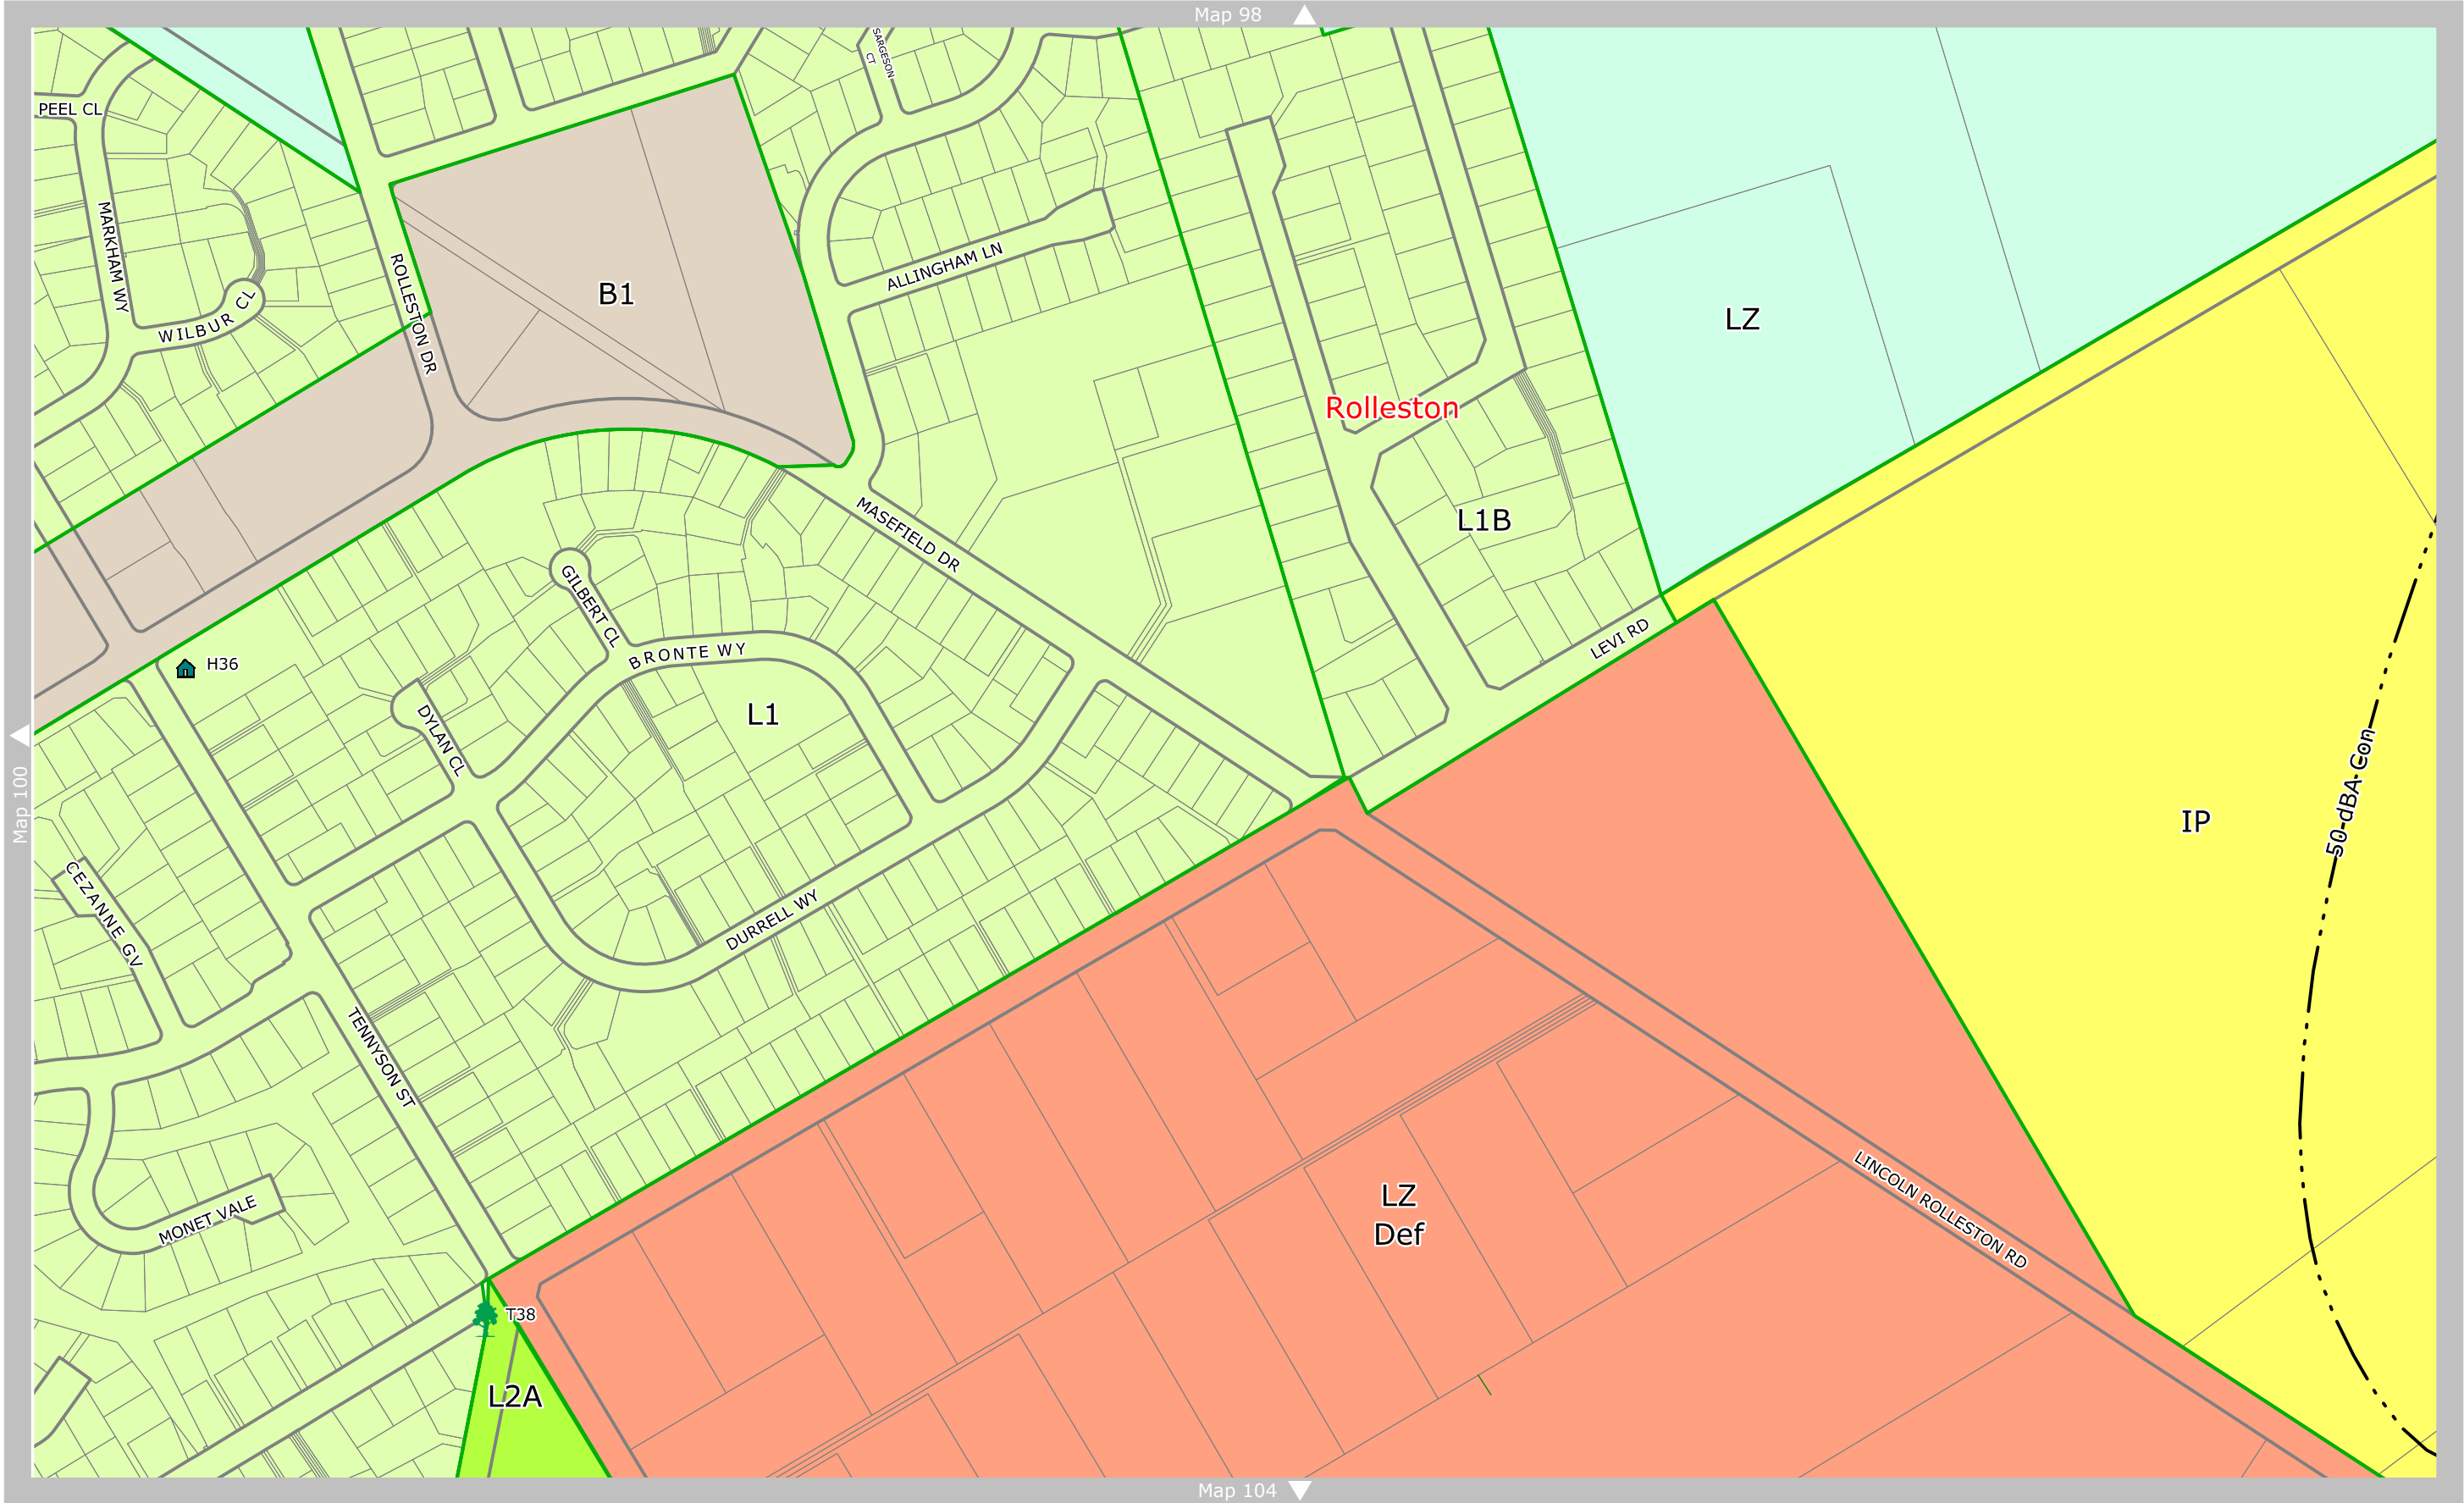 Map 98
SARGESON
CT
PEEL CL
MARKHAM WY
WILBUR CL
ROLLESTON DR
B1
ALLINGHAM LN
LZ
Rolleston
L1B
MASEFIELD DR
GILBERT CL
BRONTE WY
LEVI RD
H36
L1
DYLAN CL
Map 100
50 dBA Con
IP
CEZANNE GV
DURRELL WY
TENNYSON ST
MONET VALE
LZ
Def
LINCOLN ROLLESTON RD
T38
L2A
Map 104